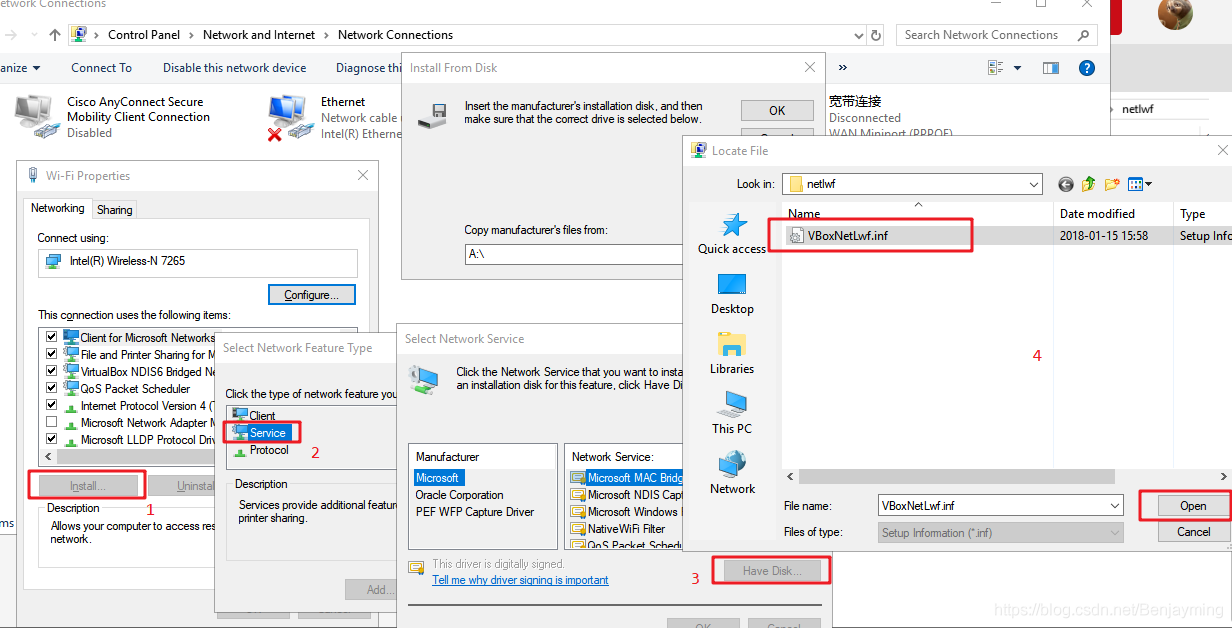 etwork Connections
Control Panel > Network and Internet > Network Connections
Search Network Connections
anize
Connect To
Disable this network device
Diagnose thi
»
Cisco AnyConnect Secure
Mobility Client Connection
Disabled
Ethernet
Network cable
Intel(R) Etherne
宽带连接
Disconnected
WAN Miniport (PPPOE)
netlwf
Install From Disk
Insert the manufacturer's installation disk, and then
make sure that the correct drive is selected below.
OK
Copy manufacturer's files from:
A:\
Wi-Fi Properties
Networking
Sharing
Connect using:
Intel(R) Wireless-N 7265
Configure...
This connection uses the following items:
Client for Microsoft Networks
File and Printer Sharing for M
VirtualBox NDIS6 Bridged Ne
QoS Packet Scheduler
Internet Protocol Version 4 (T
Microsoft Network Adapter M
Microsoft LLDP Protocol Driv
Install...
Uninstal
1
Description
Allows your computer to access res
network.
ms
Select Network Feature Type
Click the type of network feature you
Client
Service
Protocol
2
Description
Services provide additional feature
printer sharing.
Add...
Select Network Service
Click the Network Service that you want to insta
an installation disk for this feature, click Have Di
Manufacturer
Microsoft
Oracle Corporation
PEF WFP Capture Driver
Network Service:
Microsoft MAC Bridg
Microsoft NDIS Capt
Microsoft Windows
NativeWiFi Filter
QoS Packet Schedu
This driver is digitally signed.
Tell me why driver signing is important
3
Have Disk...
OK
Cancel
Locate File
Look in:
netlwf
Quick access
Desktop
Libraries
This PC
Network
Name
Date modified
Type
VBoxNetLwf.inf
2018-01-15 15:58
Setup Info
4
File name:
VBoxNetLwf.inf
Open
Files of type:
Setup Information (*.inf)
Cancel
https://blog.csdn.net/Benjayming